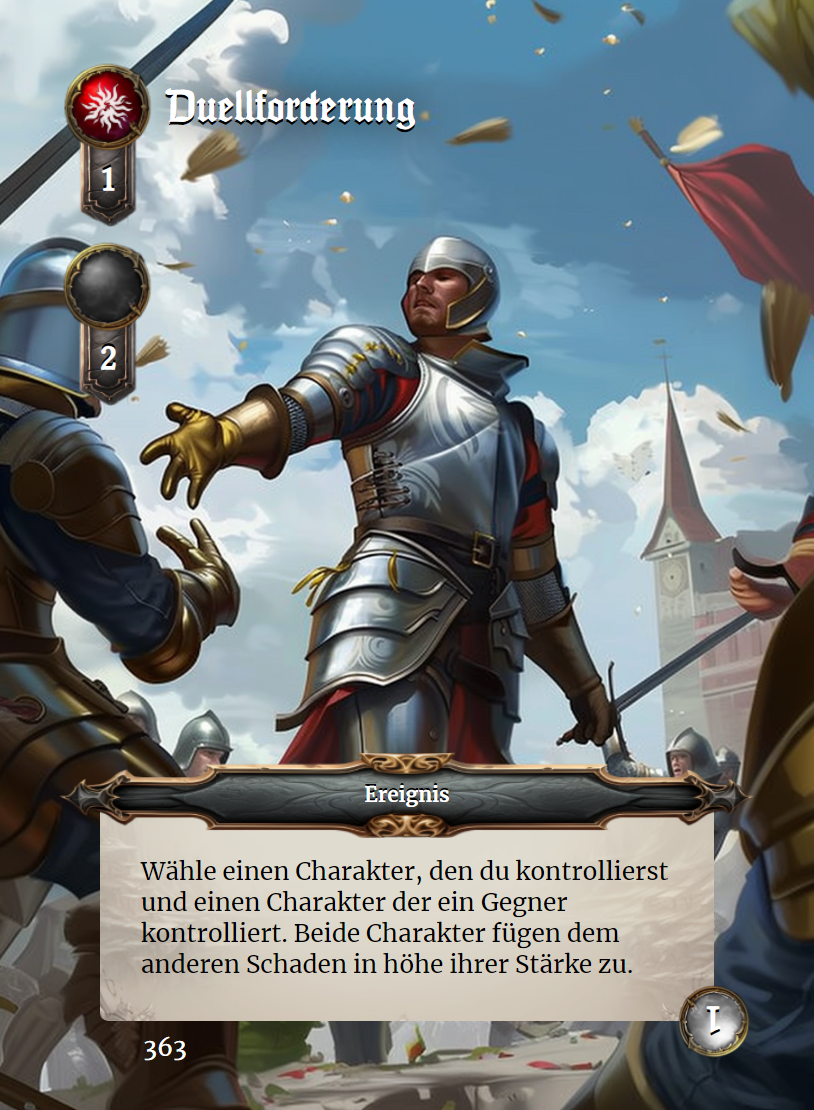 Duellforderung
1
2
Ereignis
Wähle einen Charakter, den du kontrollierst
und einen Charakter der ein Gegner
kontrolliert. Beide Charakter fügen dem
anderen Schaden in höhe ihrer Stärke zu.
1
363